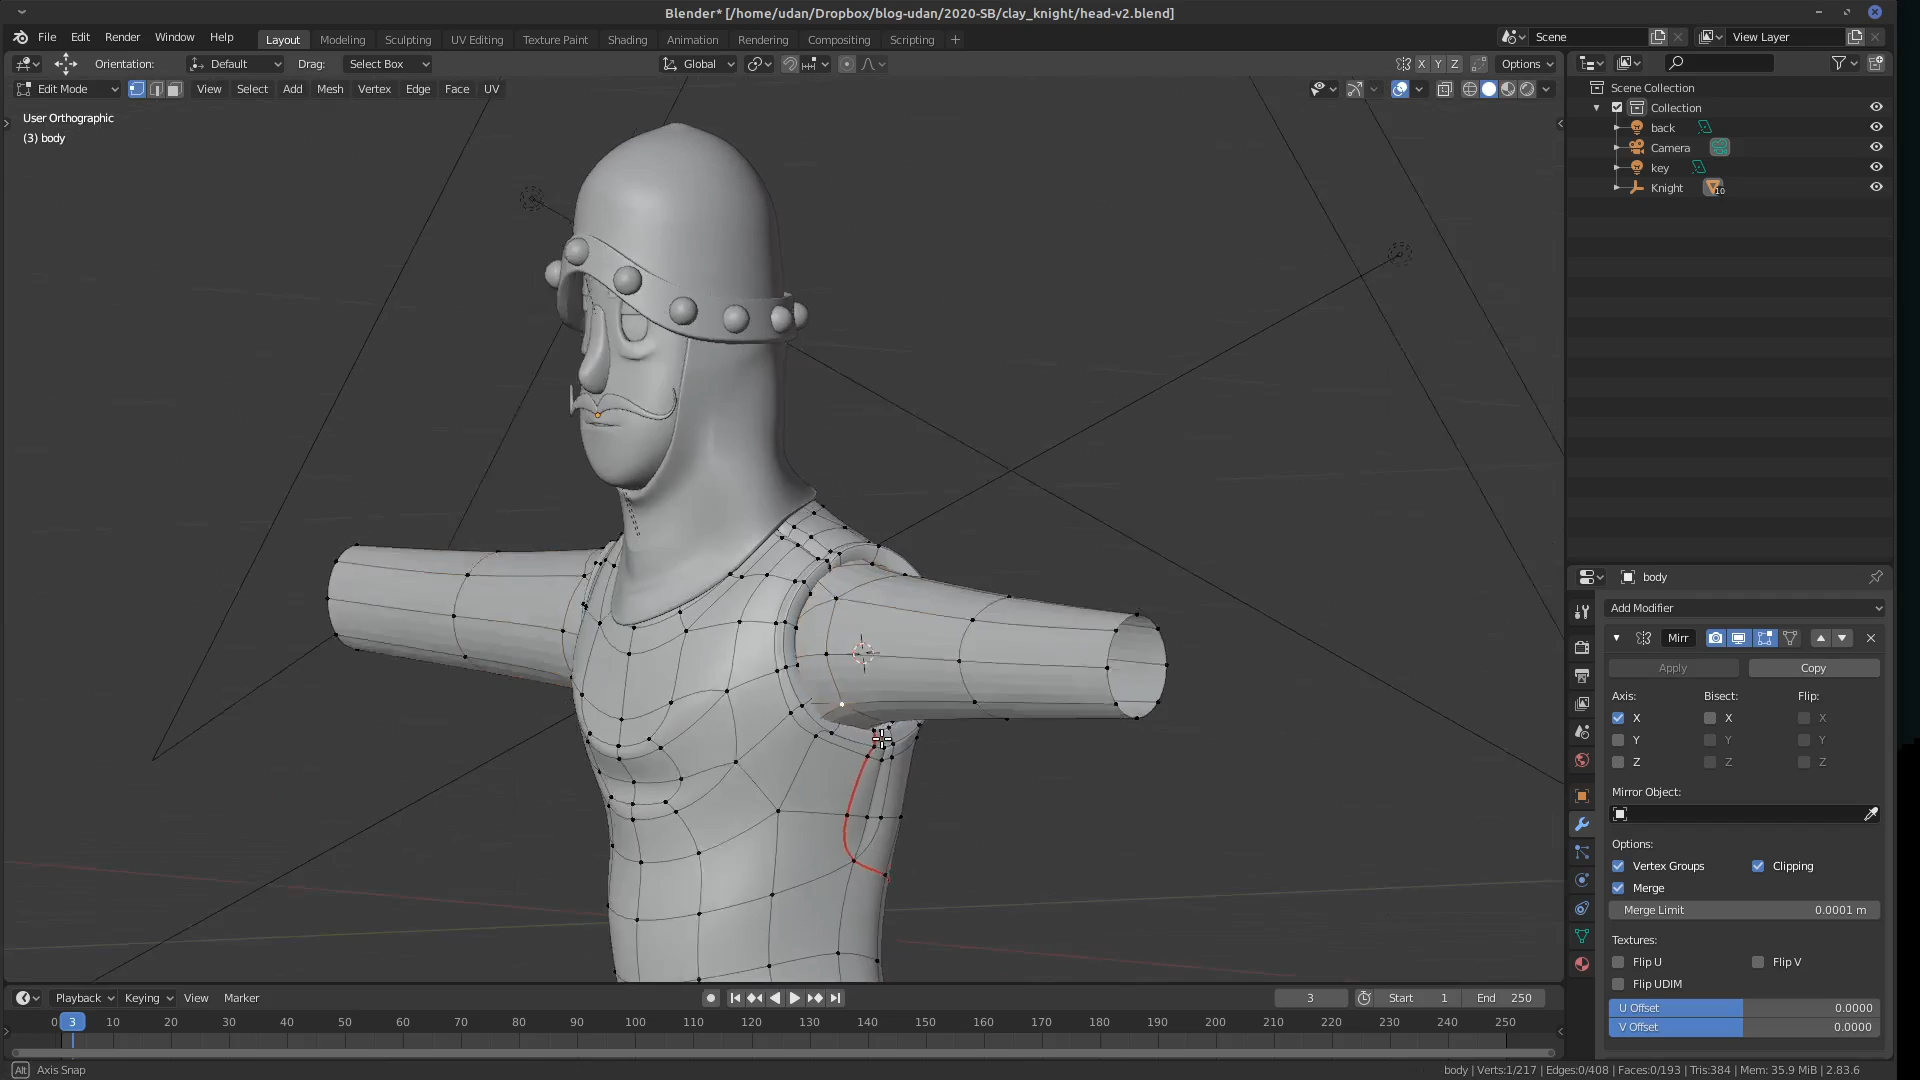 Blender* [/home/udan/Dropbox/blog-udan/2020-SB/clay_knight/head-v2.blend]
File Edit Render Window Help Layout Modeling Sculpting UV Editing Texture Paint Shading Animation Rendering Compositing Scripting + Scene View Layer
Orientation: Default Drag: Select Box Global X Y Z Options
Edit Mode View Select Add Mesh Vertex Edge Face UV
User Orthographic
(3) body
Scene Collection
Collection
back
Camera
key
Knight 10
body
Add Modifier
Mirr
Apply Copy
Axis: Bisect: Flip:
X X X
Y Y Y
Z Z Z
Mirror Object:
Options:
Vertex Groups Clipping
Merge
Merge Limit 0.0001 m
Textures:
Flip U Flip V
Flip UDIM
U Offset 0.0000
V Offset 0.0000
Playback Keying View Marker 3 Start 1 End 250
0 3 10 20 30 40 50 60 70 80 90 100 110 120 130 140 150 160 170 180 190 200 210 220 230 240 250
Alt Axis Snap body | Verts:1/217 | Edges:0/408 | Faces:0/193 | Tris:384 | Mem: 35.9 MiB | 2.83.6